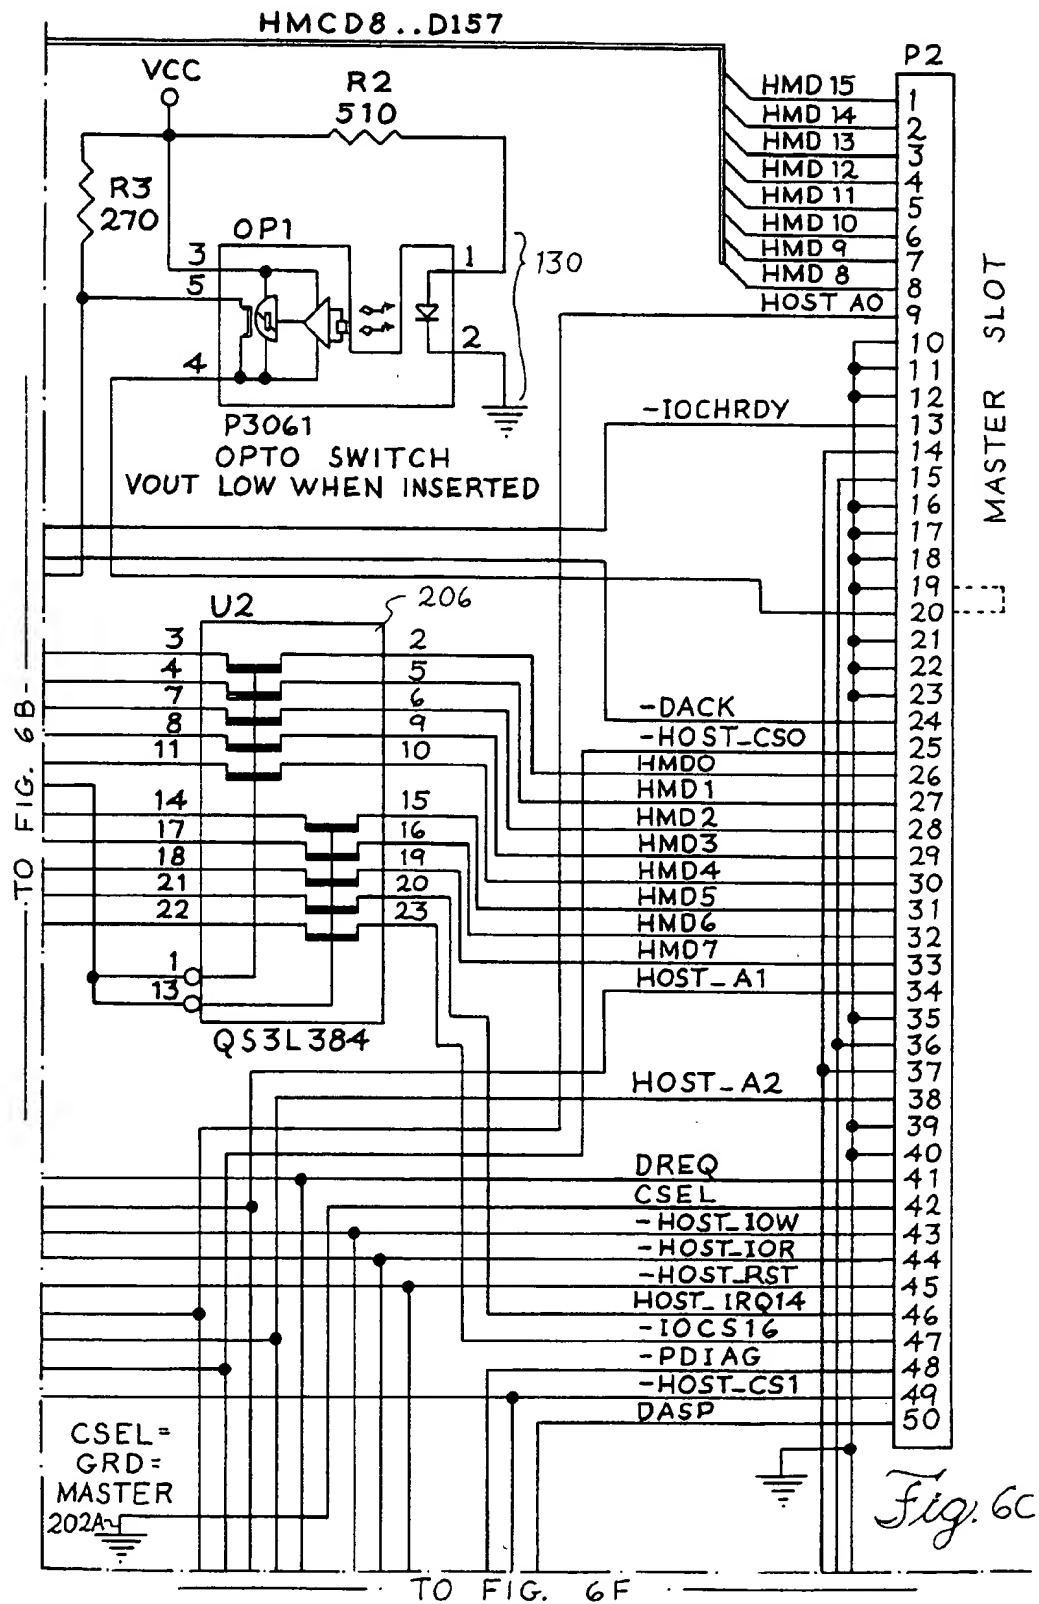 HMCD8..D157
P2
VCC
R2
510
R3
270
OP1
3
5
4
1
2
130
P3061
OPTO SWITCH
VOUT LOW WHEN INSERTED
HMD 15
HMD 14
HMD 13
HMD 12
HMD 11
HMD 10
HMD 9
HMD 8
HOST A0
-IOCHRDY
1
2
3
4
5
6
7
8
9
10
11
12
13
14
15
16
17
18
19
20
21
22
23
24
25
26
27
28
29
30
31
32
33
34
35
36
37
38
39
40
41
42
43
44
45
46
47
48
49
50
MASTER SLOT
U2
206
3
4
7
8
11
14
17
18
21
22
1
13
2
5
6
9
10
15
16
19
20
23
QS3L384
TO FIG. 6B
-DACK
-HOST_CS0
HMD0
HMD1
HMD2
HMD3
HMD4
HMD5
HMD6
HMD7
HOST_A1
HOST_A2
DREQ
CSEL
-HOST_IOW
-HOST_IOR
-HOST_RST
HOST_IRQ14
-IOCS16
-PDIAG
-HOST_CS1
DASP
CSEL=
GRD=
MASTER
202A
Fig. 6C
TO FIG. 6F